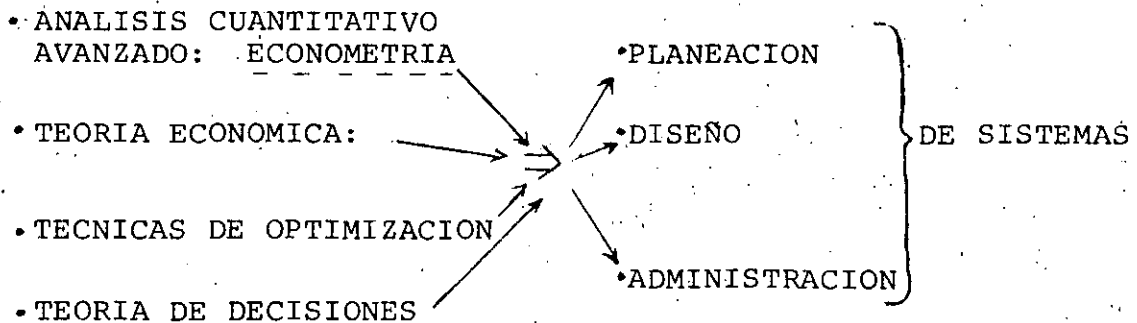 • ANALISIS CUANTITATIVO
AVANZADO: ECONOMETRIA
• TEORIA ECONOMICA:
• TECNICAS DE OPTIMIZACION
• TEORIA DE DECISIONES
• PLANEACION
• DISEÑO
• ADMINISTRACION
DE SISTEMAS